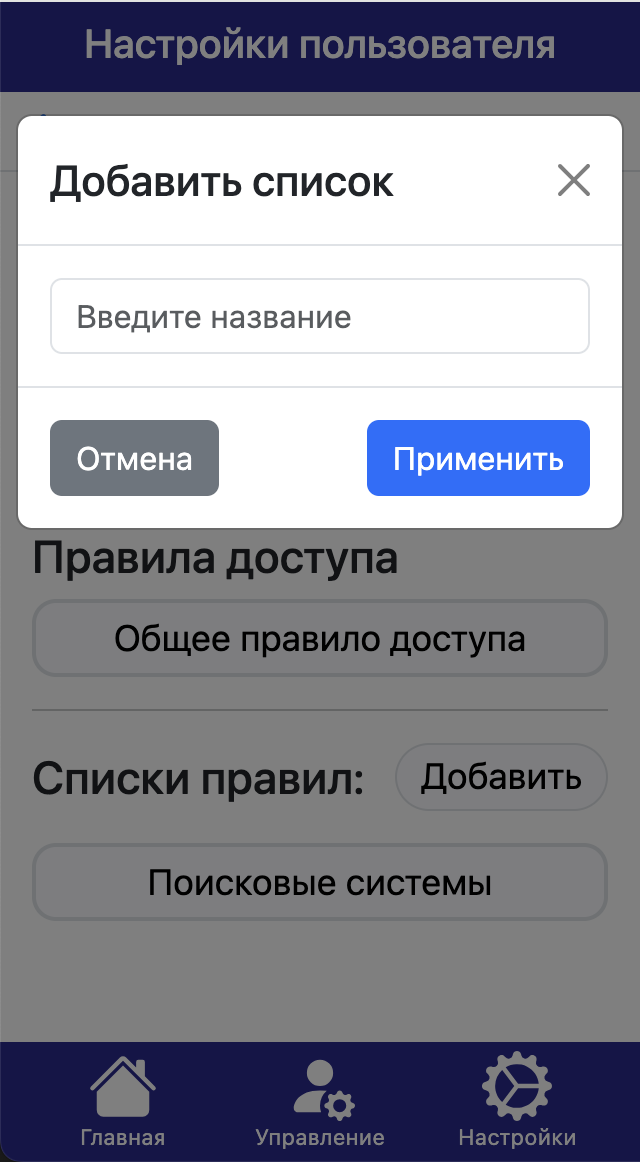 Настройки пользователя
Добавить список
Введите название
Отмена
Применить
Правила доступа
Общее правило доступа
Списки правил:
Добавить
Поисковые системы
Главная
Управление
Настройки